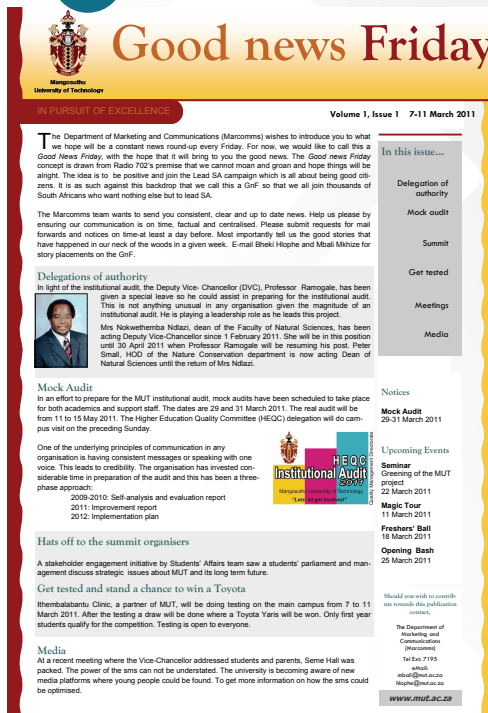 Good news Friday
Mangosuthu
University of Technology
IN PURSUIT OF EXCELLENCE
Volume 1, Issue 1 7-11 March 2011
The Department of Marketing and Communications (Marcomms) wishes to introduce you to what
we hope will be a constant news round-up every Friday. For now, we would like to call this a
Good News Friday, with the hope that it will bring to you the good news. The Good news Friday
concept is drawn from Radio 702's premise that we cannot moan and groan and hope things will be
alright. The idea is to be positive and join the Lead SA campaign which is all about being good citi-
zens. It is as such against this backdrop that we call this a GnF so that we all join thousands of
South Africans who want nothing else but to lead SA.
The Marcomms team wants to send you consistent, clear and up to date news. Help us please by
ensuring our communication is on time, factual and centralised. Please submit requests for mail
forwards and notices on time-at least a day before. Most importantly tell us the good stories that
have happened in our neck of the woods in a given week. E-mail Bheki Hlophe and Mbali Mkhize for
story placements on the GnF.
Delegations of authority
In light of the institutional audit, the Deputy Vice- Chancellor (DVC), Professor Ramogale, has been
given a special leave so he could assist in preparing for the institutional audit.
This is not anything unusual in any organisation given the magnitude of an
institutional audit. He is playing a leadership role as he leads this project.
Mrs Nokwethemba Ndlazi, dean of the Faculty of Natural Sciences, has been
acting Deputy Vice-Chancellor since 1 February 2011. She will be in this position
until 30 April 2011 when Professor Ramogale will be resuming his post. Peter
Small, HOD of the Nature Conservation department is now acting Dean of
Natural Sciences until the return of Mrs Ndlazi.
Mock Audit
In an effort to prepare for the MUT institutional audit, mock audits have been scheduled to take place
for both academics and support staff. The dates are 29 and 31 March 2011. The real audit will be
from 11 to 15 May 2011. The Higher Education Quality Committee (HEQC) delegation will do cam-
pus visit on the preceding Sunday.
One of the underlying principles of communication in any
organisation is having consistent messages or speaking with one
voice. This leads to credibility. The organisation has invested con-
siderable time in preparation of the audit and this has been a three-
phase approach:
2009-2010: Self-analysis and evaluation report
2011: Improvement report
2012: Implementation plan
HEQC
Institutional Audit
2011
Mangosuthu University of Technology
"Lets all get involved"
Quality Management Directorate
Hats off to the summit organisers
A stakeholder engagement initiative by Students' Affairs team saw a students' parliament and man-
agement discuss strategic issues about MUT and its long term future.
Get tested and stand a chance to win a Toyota
Ithembalabantu Clinic, a partner of MUT, will be doing testing on the main campus from 7 to 11
March 2011. After the testing a draw will be done where a Toyota Yaris will be won. Only first year
students qualify for the competition. Testing is open to everyone.
Media
At a recent meeting where the Vice-Chancellor addressed students and parents, Seme Hall was
packed. The power of the sms can not be understated. The university is becoming aware of new
media platforms where young people could be found. To get more information on how the sms could
be optimised.
In this issue...
Delegation of
authority
Mock audit
Summit
Get tested
Meetings
Media
Notices
Mock Audit
29-31 March 2011
Upcoming Events
Seminar
Greening of the MUT
project
22 March 2011
Magic Tour
11 March 2011
Freshers' Ball
18 March 2011
Opening Bash
25 March 2011
Should you wish to contrib-
ute towards this publication
contact,
The Department of
Marketing and
Communications
(Marcomms)
Tel Ext: 7195
eMail:
mbali@mut.ac.za
hlophe@mut.ac.za
www.mut.ac.za